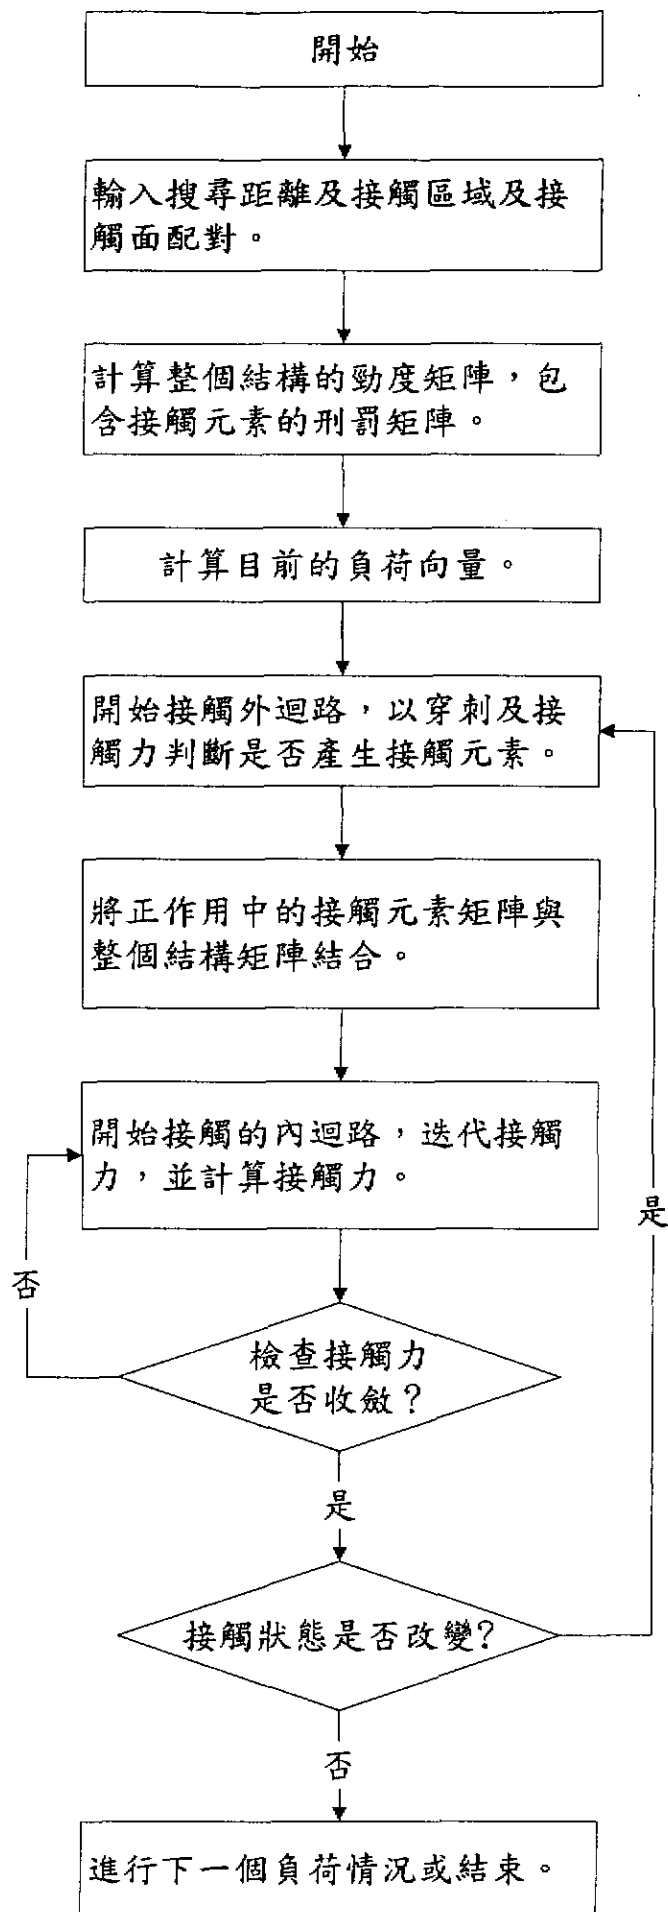 開始
輸入搜尋距離及接觸區域及接
觸面配對。
計算整個結構的勁度矩陣，包
含接觸元素的刑罰矩陣。
計算目前的負荷向量。
開始接觸外迴路，以穿刺及接
觸力判斷是否產生接觸元素。
將正作用中的接觸元素矩陣與
整個結構矩陣結合。
開始接觸的內迴路，迭代接觸
力，並計算接觸力。
是
否
檢查接觸力
是否收斂？
是
接觸狀態是否改變?
否
進行下一個負荷情況或結束。